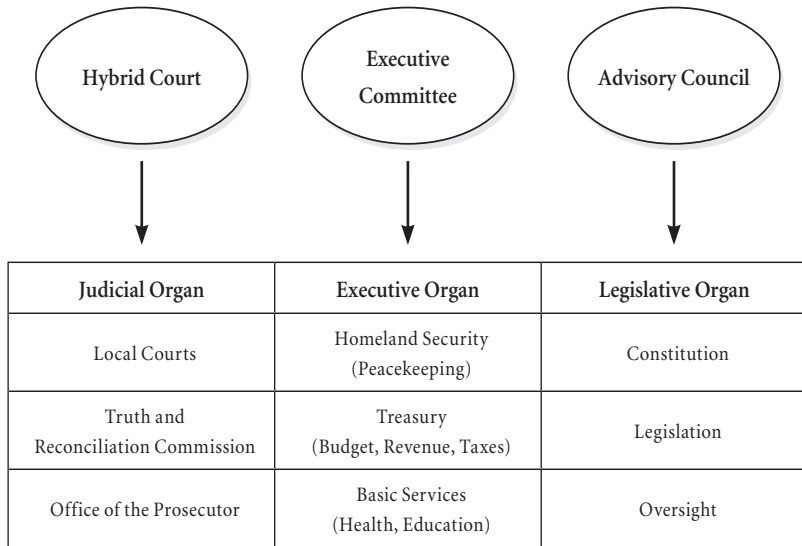 Hybrid Court
Executive
Committee
Advisory Council
Judicial Organ
Executive Organ
Legislative Organ
Local Courts
Homeland Security
(Peacekeeping)
Constitution
Truth and
Reconciliation Commission
Treasury
(Budget, Revenue, Taxes)
Legislation
Office of the Prosecutor
Basic Services
(Health, Education)
Oversight